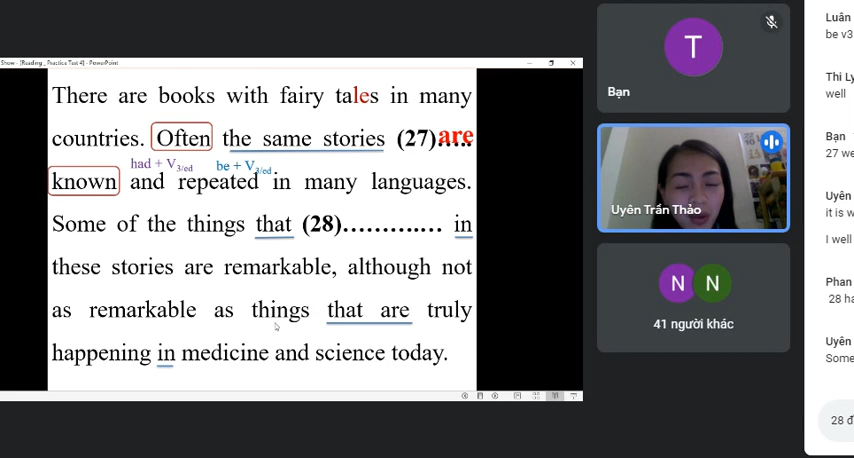 Show - [Reading _ Practice Test 4] - PowerPoint
There are books with fairy tales in many
countries. Often the same stories (27)..... are
had + V3/ed be + V3/ed
known and repeated in many languages.
Some of the things that (28)………….… in
these stories are remarkable, although not
as remarkable as things that are truly
happening in medicine and science today.
T
Bạn
Uyên Trần Thảo
N N
41 người khác
Luân
be v3
Thi Ly
well
Bạn
27 we
Uyên
it is w
I well
Phan
28 ha
Uyên
Some
28 đ